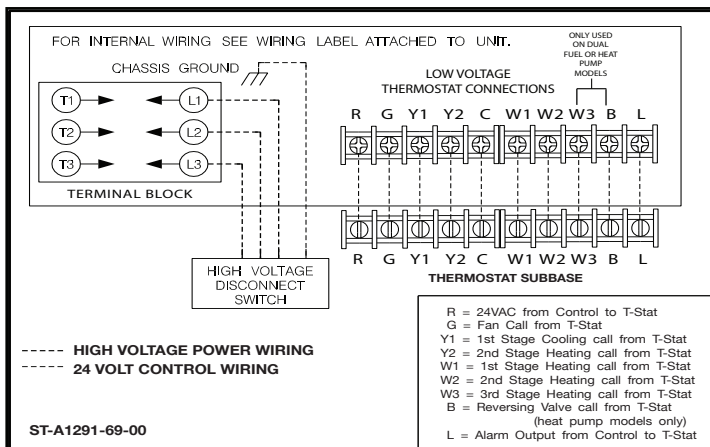 FOR INTERNAL WIRING SEE WIRING LABEL ATTACHED TO UNIT.
CHASSIS GROUND
T1 L1
T2 L2
T3 L3
TERMINAL BLOCK
HIGH VOLTAGE
DISCONNECT
SWITCH
ONLY USED
ON DUAL
FUEL OR HEAT
PUMP
MODELS
LOW VOLTAGE
THERMOSTAT CONNECTIONS
R G Y1 Y2 C W1 W2 W3 B L
R G Y1 Y2 C W1 W2 W3 B L
THERMOSTAT SUBBASE
HIGH VOLTAGE POWER WIRING
24 VOLT CONTROL WIRING
R = 24VAC from Control to T-Stat
G = Fan Call from T-Stat
Y1 = 1st Stage Cooling call from T-Stat
Y2 = 2nd Stage Heating call from T-Stat
W1 = 1st Stage Heating call from T-Stat
W2 = 2nd Stage Heating call from T-Stat
W3 = 3rd Stage Heating call from T-Stat
B = Reversing Valve call from T-Stat
(heat pump models only)
L = Alarm Output from Control to T-Stat
ST-A1291-69-00